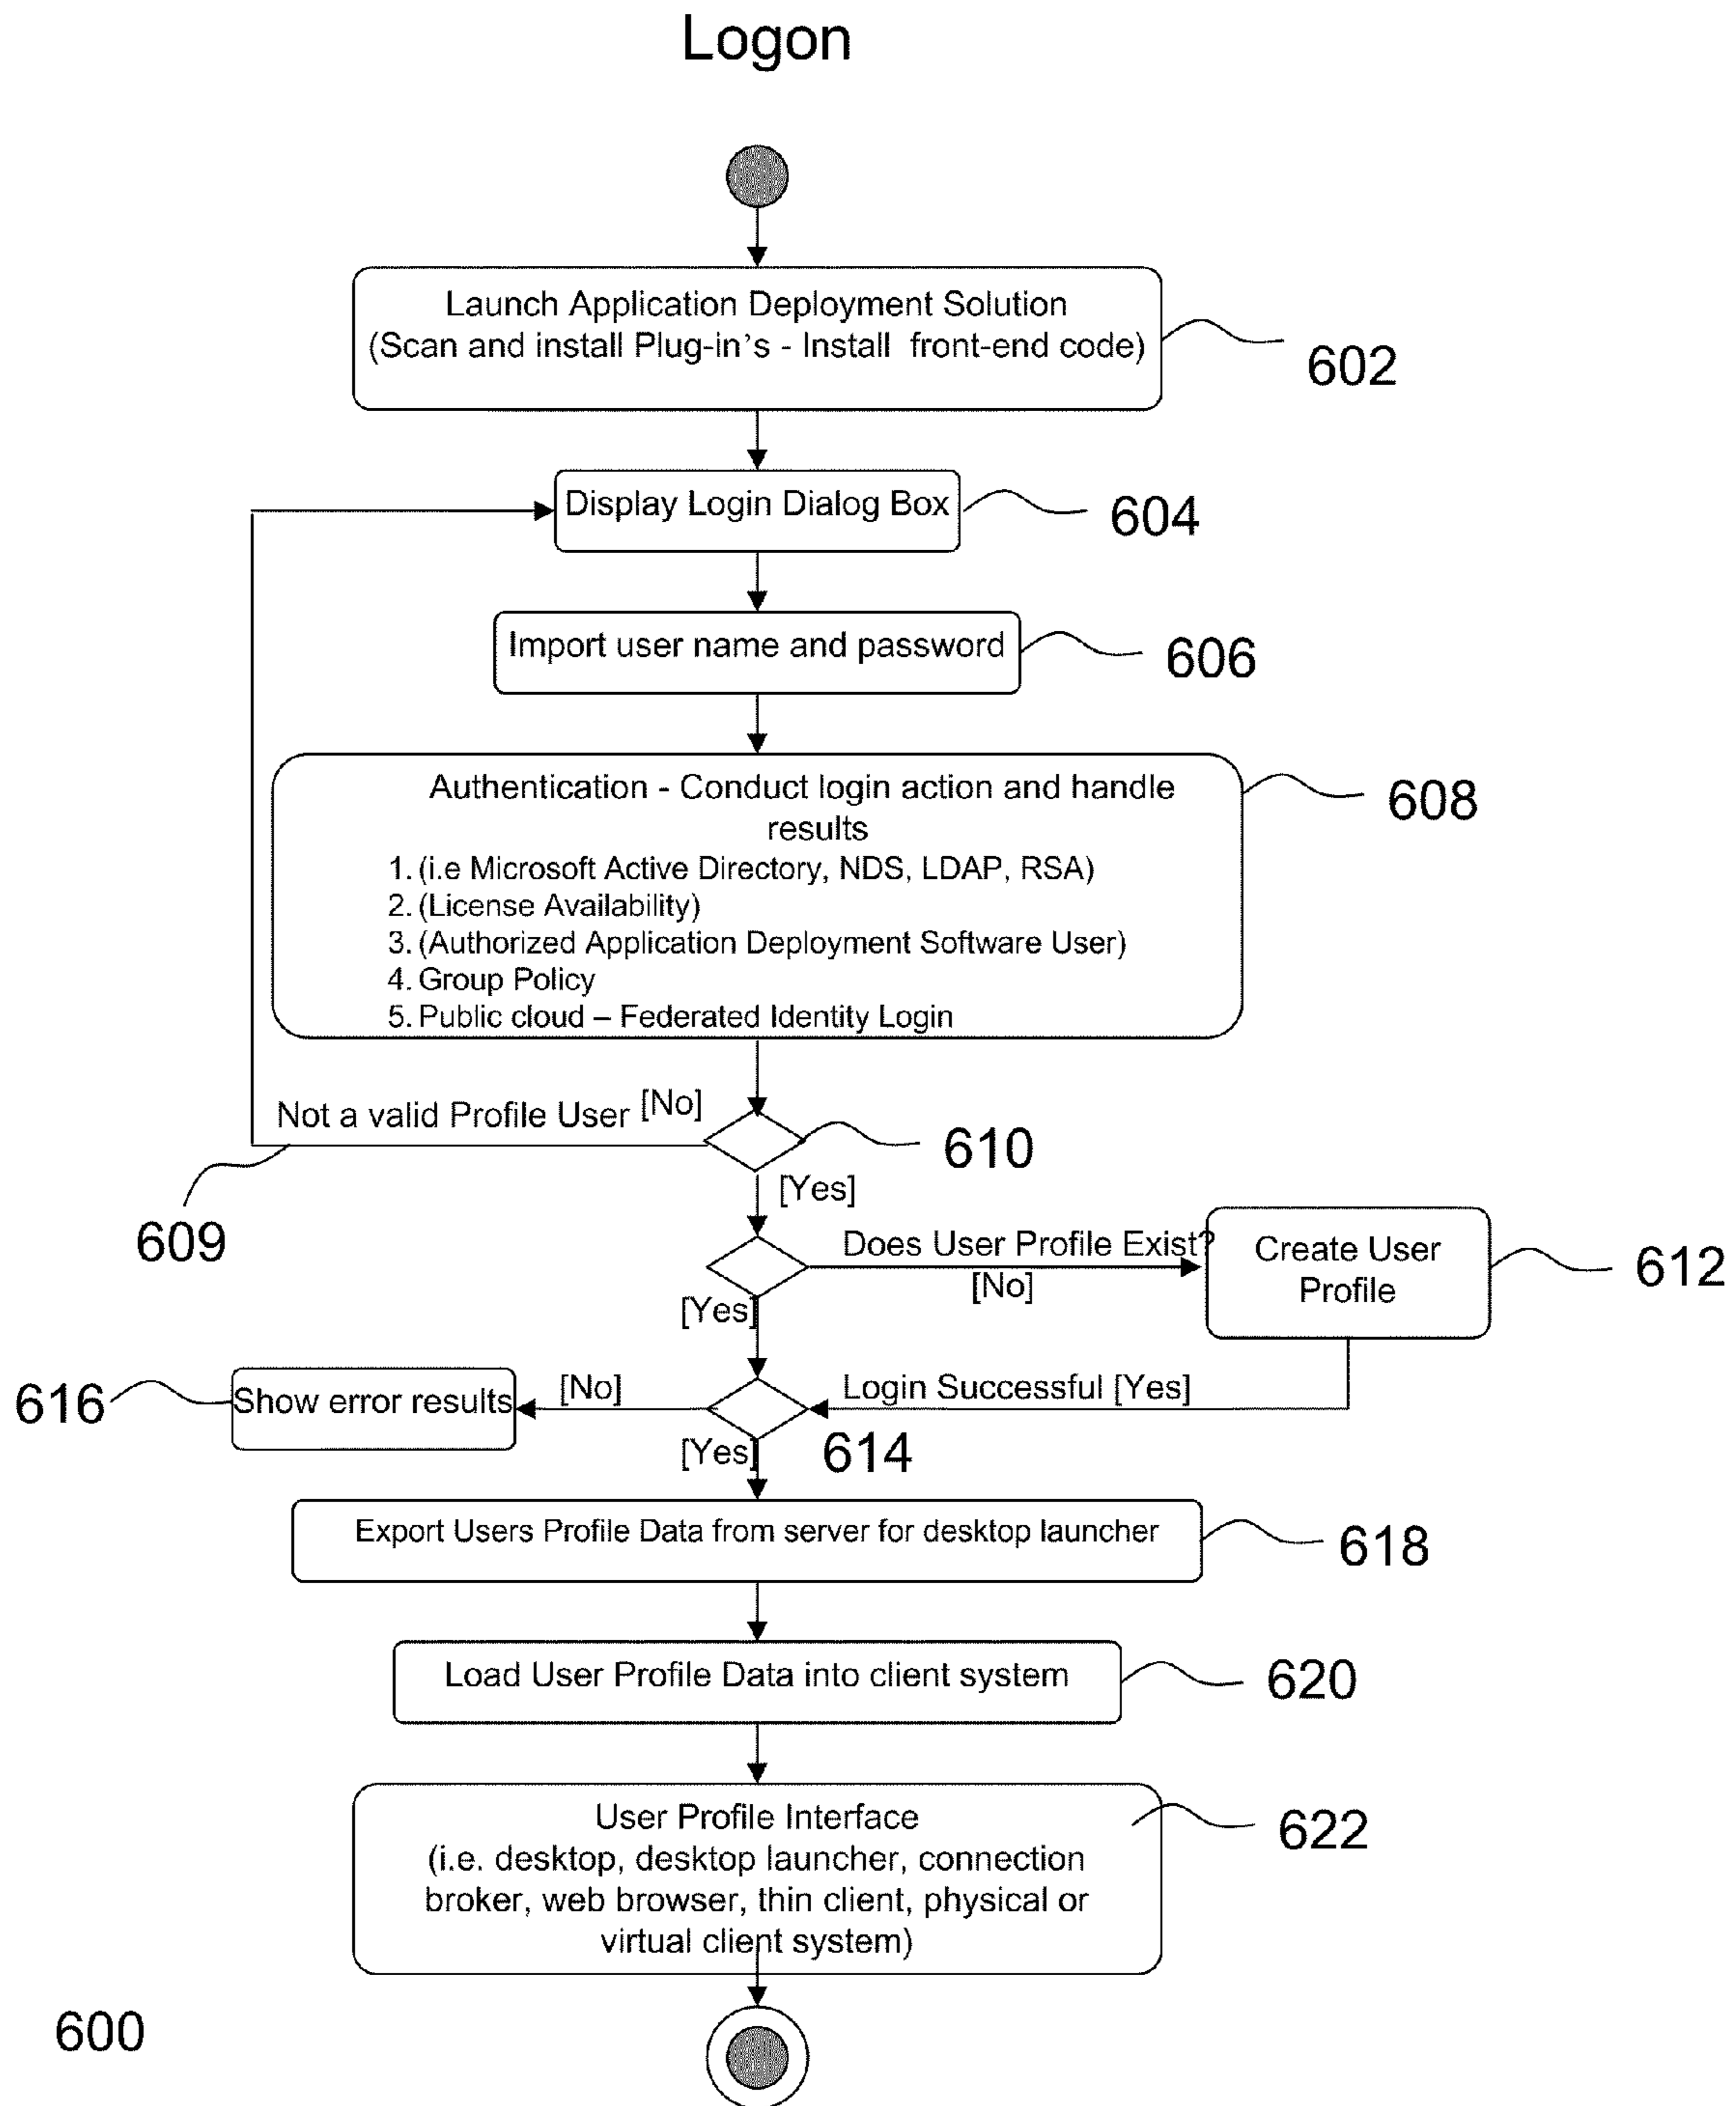 Logon
Launch Application Deployment Solution
(Scan and install Plug-in's - Install front-end code)
602
Display Login Dialog Box
604
Import user name and password
606
Authentication - Conduct login action and handle
results
1. (i.e Microsoft Active Directory, NDS, LDAP, RSA)
2. (License Availability)
3. (Authorized Application Deployment Software User)
4. Group Policy
5. Public cloud – Federated Identity Login
608
Not a valid Profile User [No]
610
609
[Yes]
Does User Profile Exist?
[No]
Create User
Profile
612
[Yes]
616
Show error results
[No]
Login Successful [Yes]
[Yes]
614
Export Users Profile Data from server for desktop launcher
618
Load User Profile Data into client system
620
User Profile Interface
(i.e. desktop, desktop launcher, connection
broker, web browser, thin client, physical or
virtual client system)
622
600